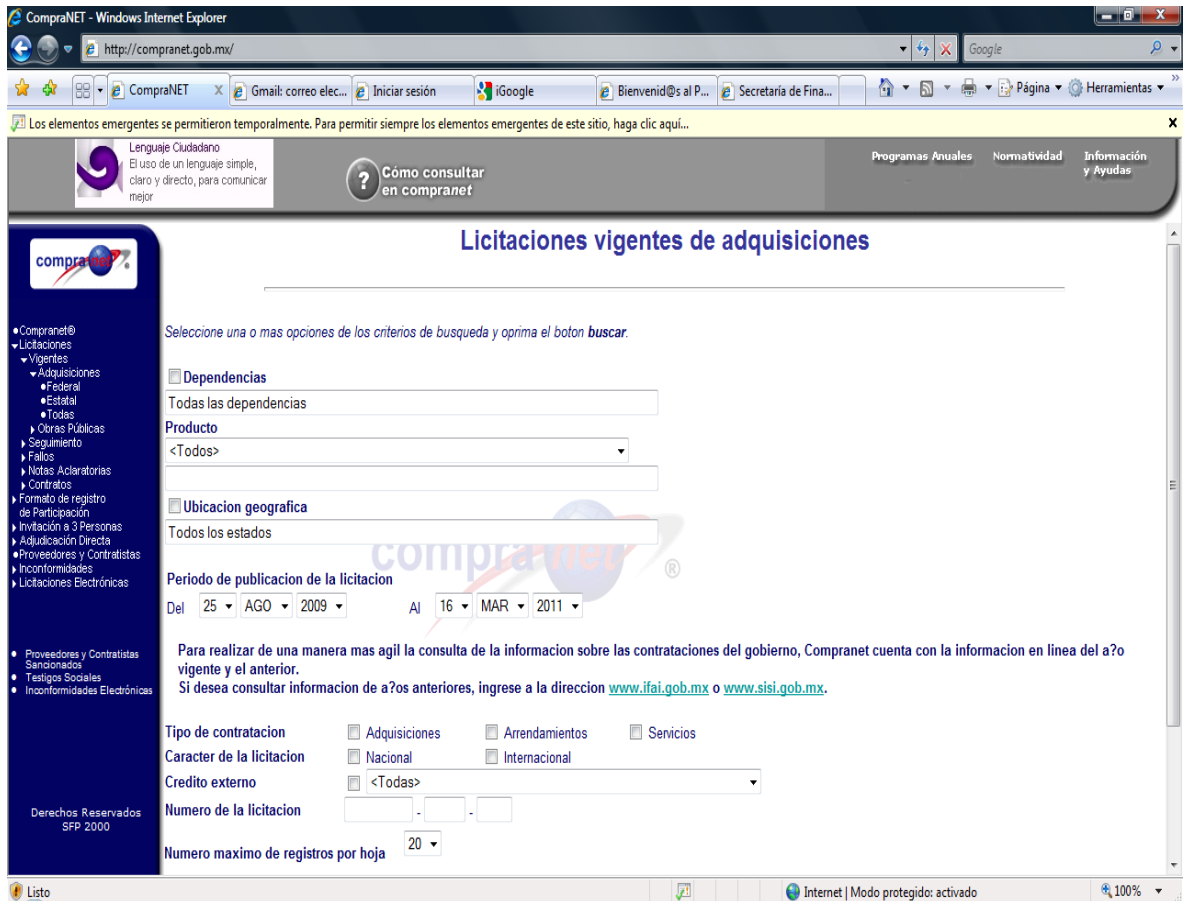 CompraNET - Windows Internet Explorer
http://compranet.gob.mx/
Google
CompraNET
Gmail: correo elec...
Iniciar sesión
iGoogle
Bienvenid@s al P...
Secretaría de Fina...
Página
Herramientas
Los elementos emergentes se permitieron temporalmente. Para permitir siempre los elementos emergentes de este sitio, haga clic aquí...
Lenguaje Ciudadano
El uso de un lenguaje simple,
claro y directo, para comunicar
mejor
? Cómo consultar
en compranet
Programas Anuales
Normatividad
Información
y Ayudas
compranet
Compranet®
Licitaciones
Vigentes
Adquisiciones
Federal
Estatal
Todas
Obras Públicas
Seguimiento
Fallos
Notas Aclaratorias
Contratos
Formato de registro
de Participación
Invitación a 3 Personas
Adjudicación Directa
Proveedores y Contratistas
Inconformidades
Licitaciones Electrónicas
Proveedores y Contratistas
Sancionados
Testigos Sociales
Inconformidades Electrónicas
Derechos Reservados
SFP 2000
Licitaciones vigentes de adquisiciones
Seleccione una o mas opciones de los criterios de busqueda y oprima el boton buscar.
Dependencias
Todas las dependencias
Producto
<Todos>
Ubicacion geografica
Todos los estados
compranet ®
Periodo de publicacion de la licitacion
Del 25 AGO 2009 Al 16 MAR 2011
Para realizar de una manera mas agil la consulta de la informacion sobre las contrataciones del gobierno, Compranet cuenta con la informacion en linea del a?o
vigente y el anterior.
Si desea consultar informacion de a?os anteriores, ingrese a la direccion www.ifai.gob.mx o www.sisi.gob.mx.
Tipo de contratacion Adquisiciones Arrendamientos Servicios
Caracter de la licitacion Nacional Internacional
Credito externo <Todas>
Numero de la licitacion - -
Numero maximo de registros por hoja 20
Listo
Internet | Modo protegido: activado
100%